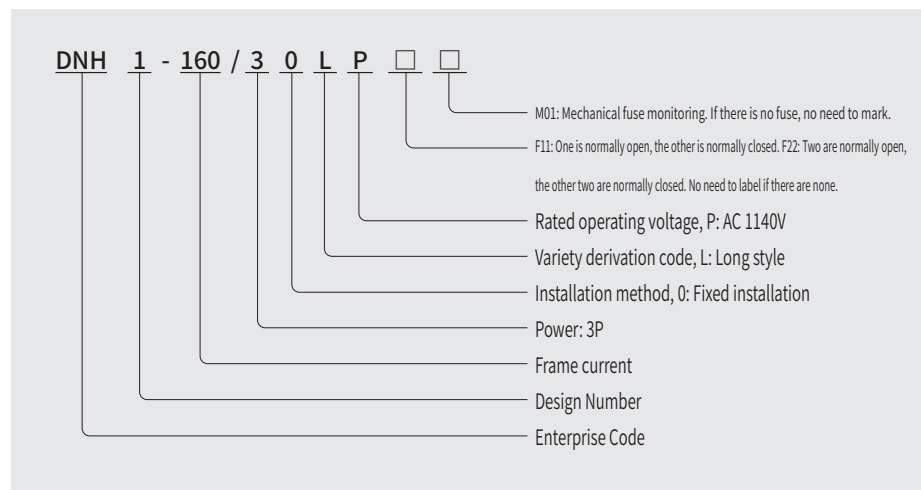 DNH 1 - 160 / 3 0 L P □ □
M01: Mechanical fuse monitoring. If there is no fuse, no need to mark.
F11: One is normally open, the other is normally closed. F22: Two are normally open,
the other two are normally closed. No need to label if there are none.
Rated operating voltage, P: AC 1140V
Variety derivation code, L: Long style
Installation method, 0: Fixed installation
Power: 3P
Frame current
Design Number
Enterprise Code